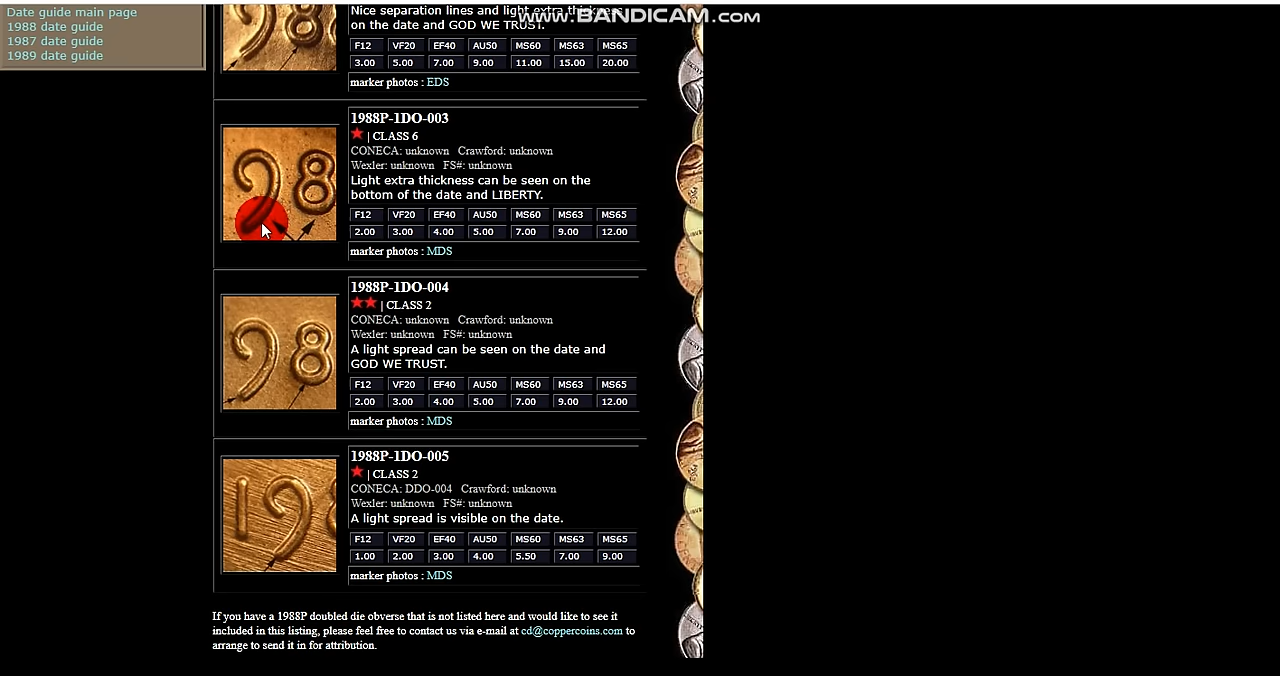 Date guide main page
1988 date guide
1987 date guide
1989 date guide
www.BANDICAM.com
Nice separation lines and light extra thickness
on the date and GOD WE TRUST.
F12 VF20 EF40 AU50 MS60 MS63 MS65
3.00 5.00 7.00 9.00 11.00 15.00 20.00
marker photos : EDS
1988P-1DO-003
| CLASS 6
CONECA: unknown Crawford: unknown
Wexler: unknown FS#: unknown
Light extra thickness can be seen on the
bottom of the date and LIBERTY.
F12 VF20 EF40 AU50 MS60 MS63 MS65
2.00 3.00 4.00 5.00 7.00 9.00 12.00
marker photos : MDS
98
1988P-1DO-004
| CLASS 2
CONECA: unknown Crawford: unknown
Wexler: unknown FS#: unknown
A light spread can be seen on the date and
GOD WE TRUST.
F12 VF20 EF40 AU50 MS60 MS63 MS65
2.00 3.00 4.00 5.00 7.00 9.00 12.00
marker photos : MDS
98
1988P-1DO-005
| CLASS 2
CONECA: DDO-004 Crawford: unknown
Wexler: unknown FS#: unknown
A light spread is visible on the date.
F12 VF20 EF40 AU50 MS60 MS63 MS65
1.00 2.00 3.00 4.00 5.50 7.00 9.00
marker photos : MDS
198
If you have a 1988P doubled die obverse that is not listed here and would like to see it
included in this listing, please feel free to contact us via e-mail at cd@coppercoins.com to
arrange to send it in for attribution.